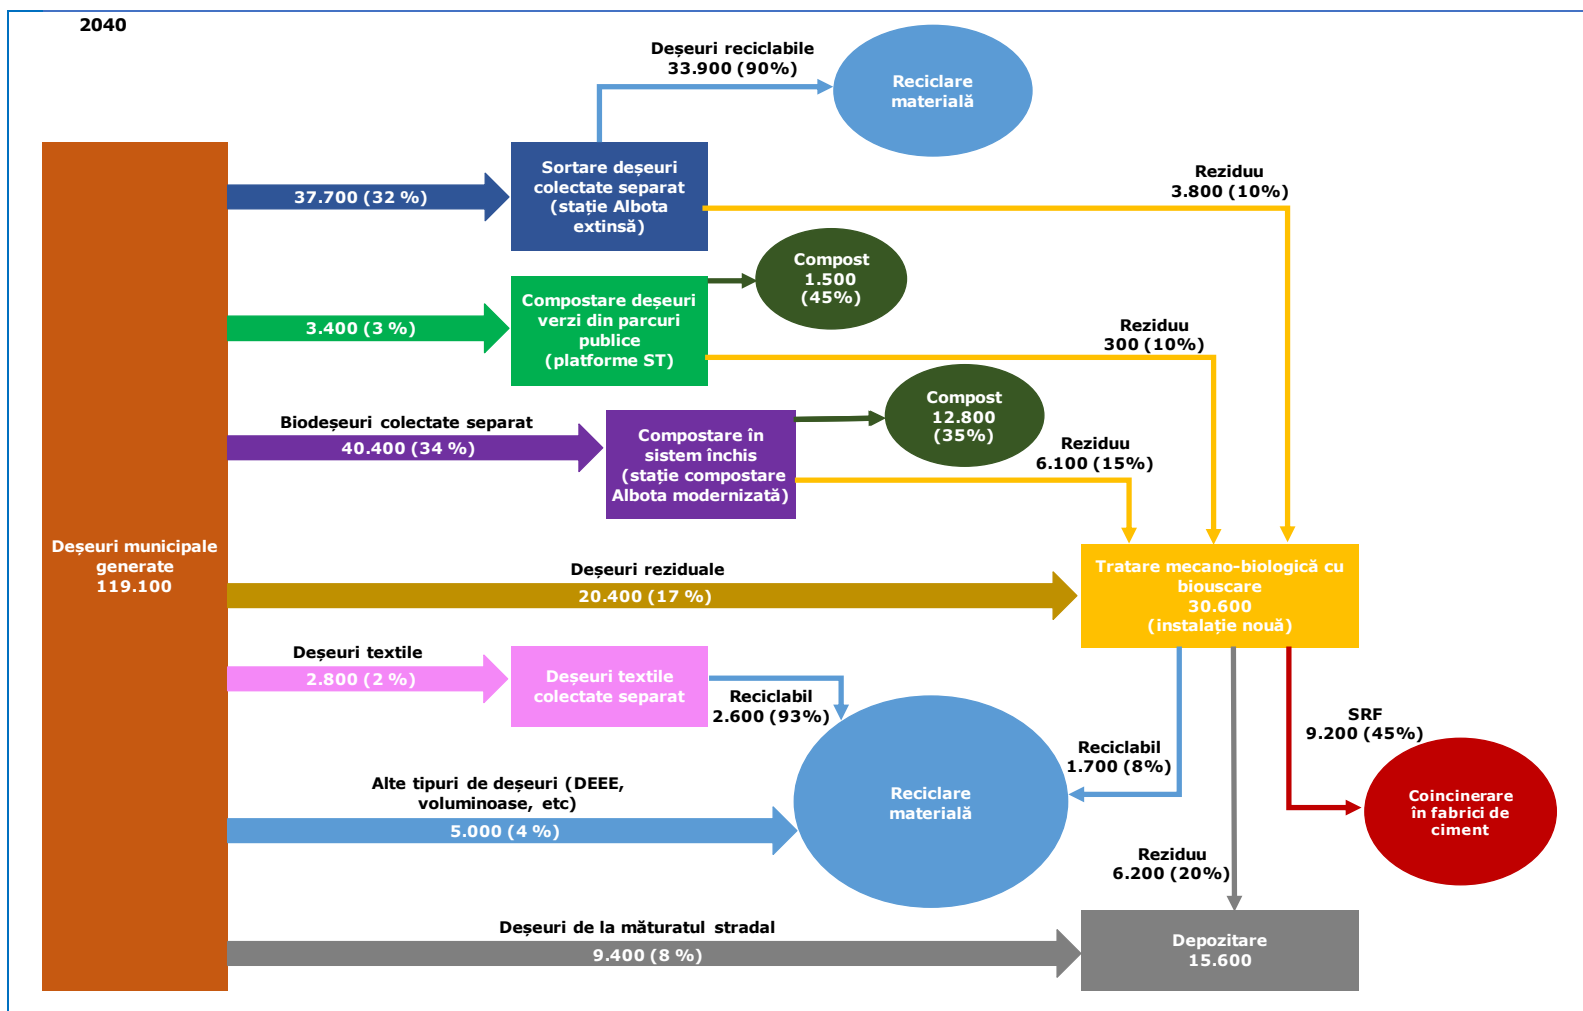 2040
Deșeuri reciclabile
33.900 (90%)
Reciclare
materială
37.700 (32 %)
Sortare deșeuri
colectate separat
(stație Albota
extinsă)
Reziduu
3.800 (10%)
Compost
1.500
(45%)
3.400 (3 %)
Compostare deșeuri
verzi din parcuri
publice
(platforme ST)
Reziduu
300 (10%)
Compost
12.800
(35%)
Biodeșeuri colectate separat
40.400 (34 %)
Compostare în
sistem închis
(stație compostare
Albota modernizată)
Reziduu
6.100 (15%)
Deșeuri municipale
generate
119.100
Deșeuri reziduale
20.400 (17 %)
Tratare mecano-biologică cu
biouscare
30.600
(instalație nouă)
Deșeuri textile
2.800 (2 %)
Deșeuri textile
colectate separat
Reciclabil
2.600 (93%)
Reciclabil
1.700 (8%)
SRF
9.200 (45%)
Alte tipuri de deșeuri (DEEE,
voluminoase, etc)
5.000 (4 %)
Reciclare
materială
Coincinerare
în fabrici de
ciment
Reziduu
6.200 (20%)
Deșeuri de la măturatul stradal
9.400 (8 %)
Depozitare
15.600